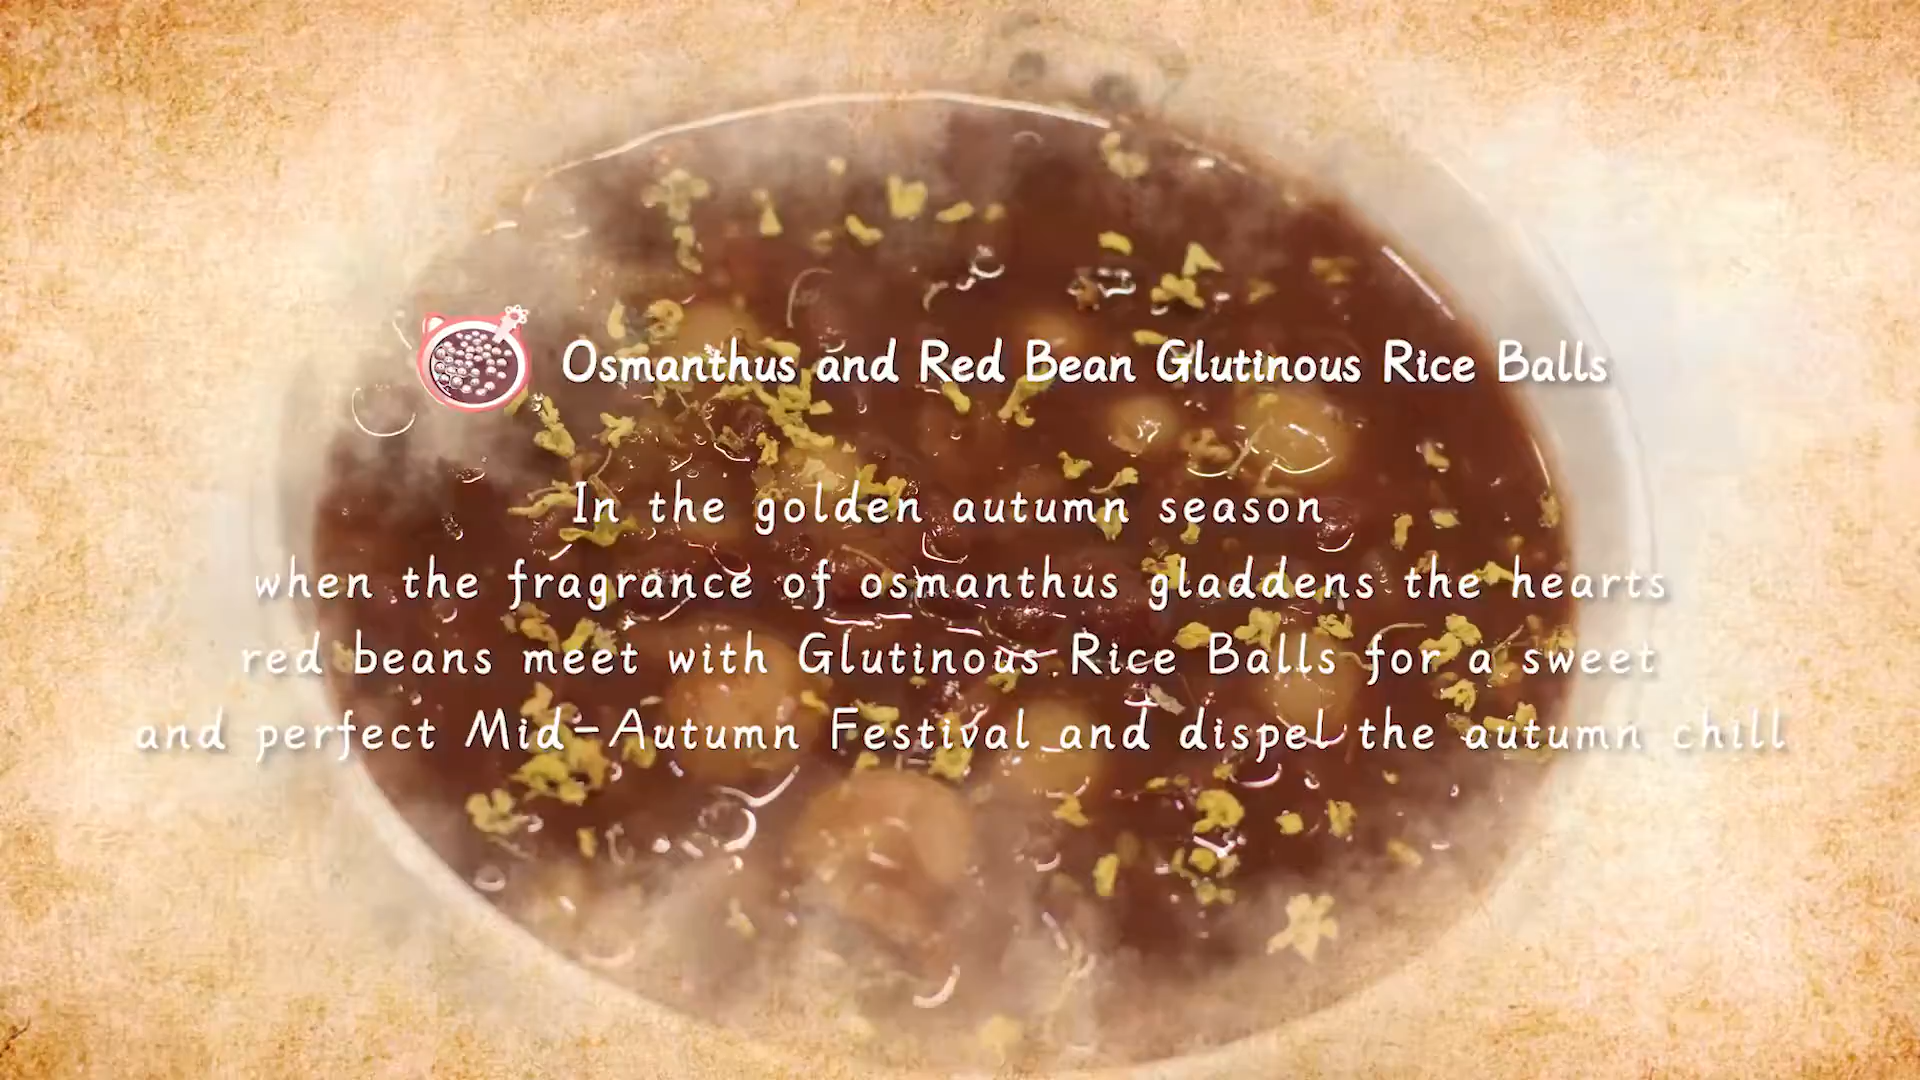 Osmanthus and Red Bean Glutinous Rice Balls
In the golden autumn season
when the fragrance of osmanthus gladdens the hearts
red beans meet with Glutinous Rice Balls for a sweet
and perfect Mid-Autumn Festival and dispel the autumn chill